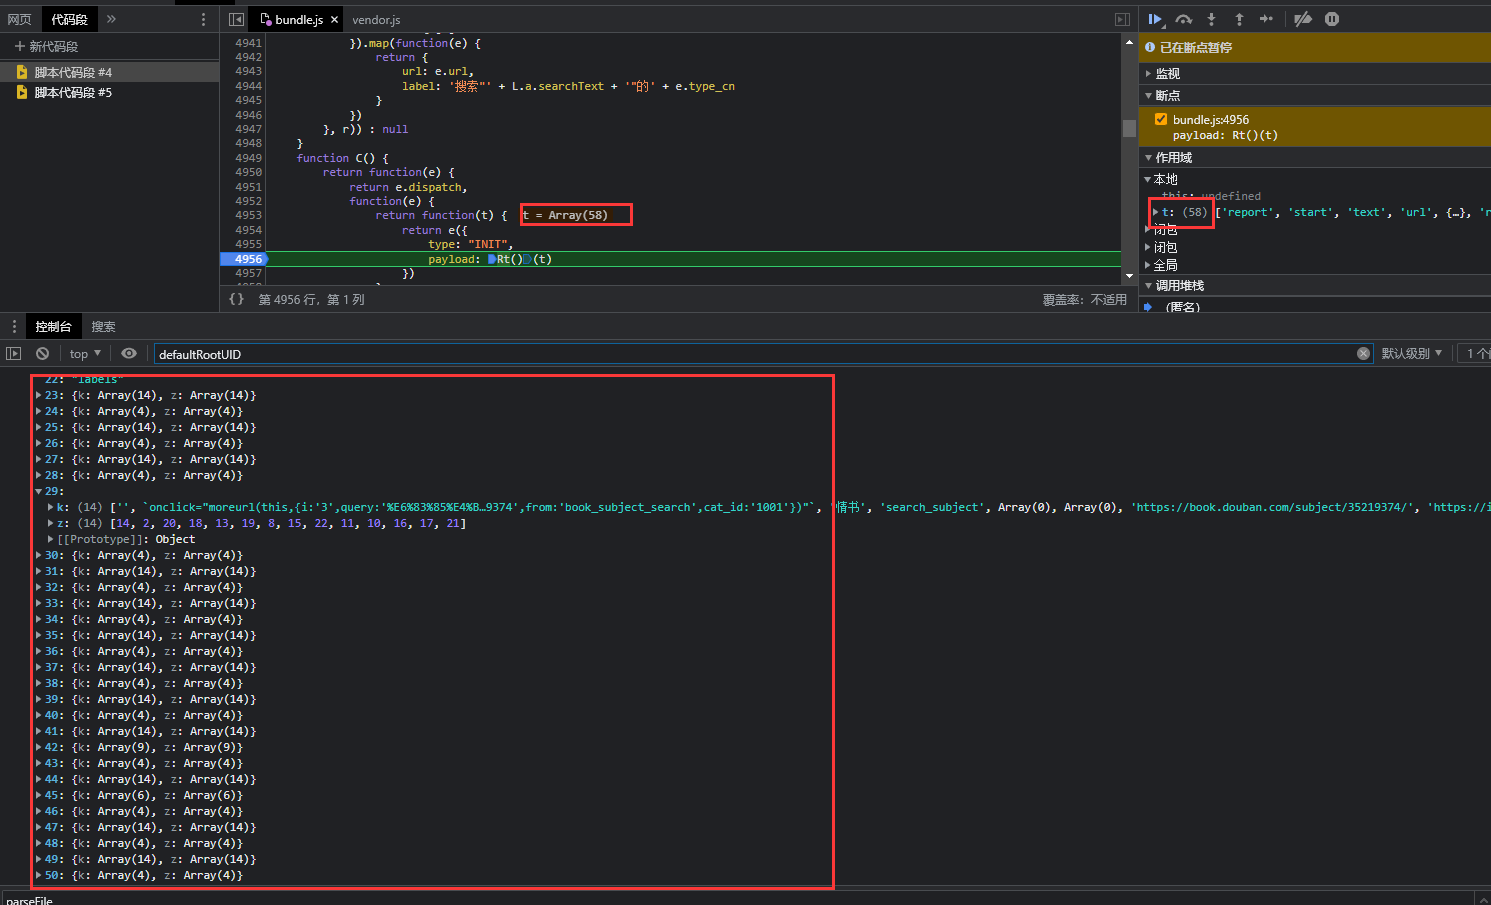 网页 代码段 »
+ 新代码段
脚本代码段 #4
脚本代码段 #5
bundle.js × vendor.js
4941 }).map(function(e) {
4942 return {
4943 url: e.url,
4944 label: '搜索"' + L.a.searchText + '"的' + e.type_cn
4945 }
4946 })
4947 }, r)) : null
4948 }
4949 function C() {
4950 return function(e) {
4951 return e.dispatch,
4952 function(e) {
4953 return function(t) { t = Array(58)
4954 return e({
4955 type: "INIT",
4956 payload: Rt()(t)
4957 })
{} 第 4956 行，第 1 列 覆盖率：不适用
已在断点暂停
监视
断点
bundle.js:4956
payload: Rt()(t)
作用域
本地
this: undefined
t: (58) ['report', 'start', 'text', 'url', {…}, 'r
闭包
闭包
全局
调用堆栈
(匿名)
控制台 搜索
top ▼ defaultRootUID 默认级别 ▼ 1 个
22: "labels"
23: {k: Array(14), z: Array(14)}
24: {k: Array(4), z: Array(4)}
25: {k: Array(14), z: Array(14)}
26: {k: Array(4), z: Array(4)}
27: {k: Array(14), z: Array(14)}
28: {k: Array(4), z: Array(4)}
29:
k: (14) ['', `onclick="moreurl(this,{i:'3',query:'%E6%83%85%E4%B…9374',from:'book_subject_search',cat_id:'1001'})"`, '情书', 'search_subject', Array(0), Array(0), 'https://book.douban.com/subject/35219374/', 'https://i
z: (14) [14, 2, 20, 18, 13, 19, 8, 15, 22, 11, 10, 16, 17, 21]
[[Prototype]]: Object
30: {k: Array(4), z: Array(4)}
31: {k: Array(14), z: Array(14)}
32: {k: Array(4), z: Array(4)}
33: {k: Array(14), z: Array(14)}
34: {k: Array(4), z: Array(4)}
35: {k: Array(14), z: Array(14)}
36: {k: Array(4), z: Array(4)}
37: {k: Array(14), z: Array(14)}
38: {k: Array(4), z: Array(4)}
39: {k: Array(14), z: Array(14)}
40: {k: Array(4), z: Array(4)}
41: {k: Array(14), z: Array(14)}
42: {k: Array(9), z: Array(9)}
43: {k: Array(4), z: Array(4)}
44: {k: Array(14), z: Array(14)}
45: {k: Array(6), z: Array(6)}
46: {k: Array(4), z: Array(4)}
47: {k: Array(14), z: Array(14)}
48: {k: Array(4), z: Array(4)}
49: {k: Array(14), z: Array(14)}
50: {k: Array(4), z: Array(4)}
parseFile